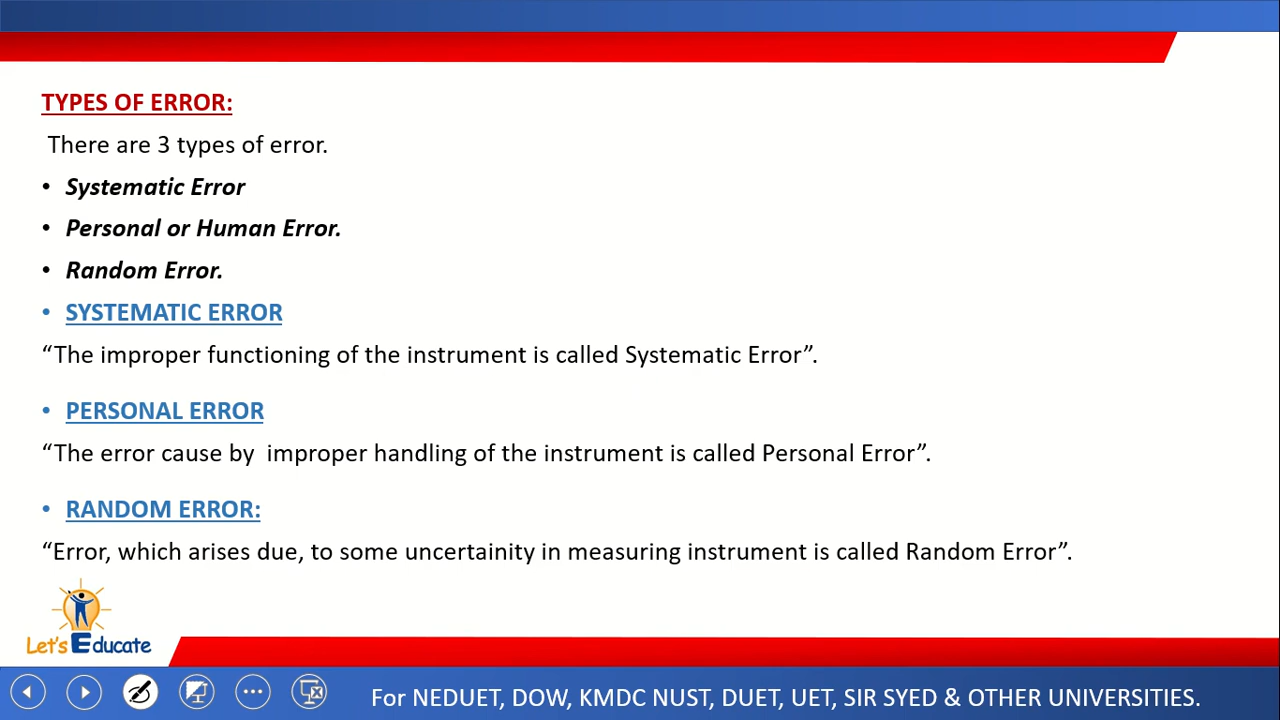 TYPES OF ERROR:
There are 3 types of error.
• Systematic Error
• Personal or Human Error.
• Random Error.
• SYSTEMATIC ERROR
“The improper functioning of the instrument is called Systematic Error”.
• PERSONAL ERROR
“The error cause by  improper handling of the instrument is called Personal Error”.
• RANDOM ERROR:
“Error, which arises due, to some uncertainity in measuring instrument is called Random Error”.
Let's Educate
For NEDUET, DOW, KMDC NUST, DUET, UET, SIR SYED & OTHER UNIVERSITIES.